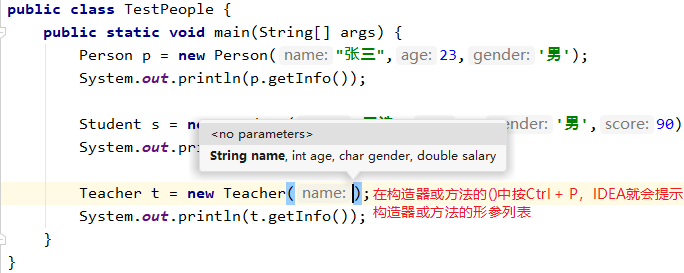 public class TestPeople {
public static void main(String[] args) {
Person p = new Person( name: "张三", age: 23, gender: '男');
System.out.println(p.getInfo());
Student s = ne ender: '男', score: 90)
<no parameters>
System.ou
String name, int age, char gender, double salary
Teacher t = new Teacher( name: ); 在构造器或方法的()中按Ctrl + P，IDEA就会提示
System.out.println(t.getInfo()); 构造器或方法的形参列表
}
}